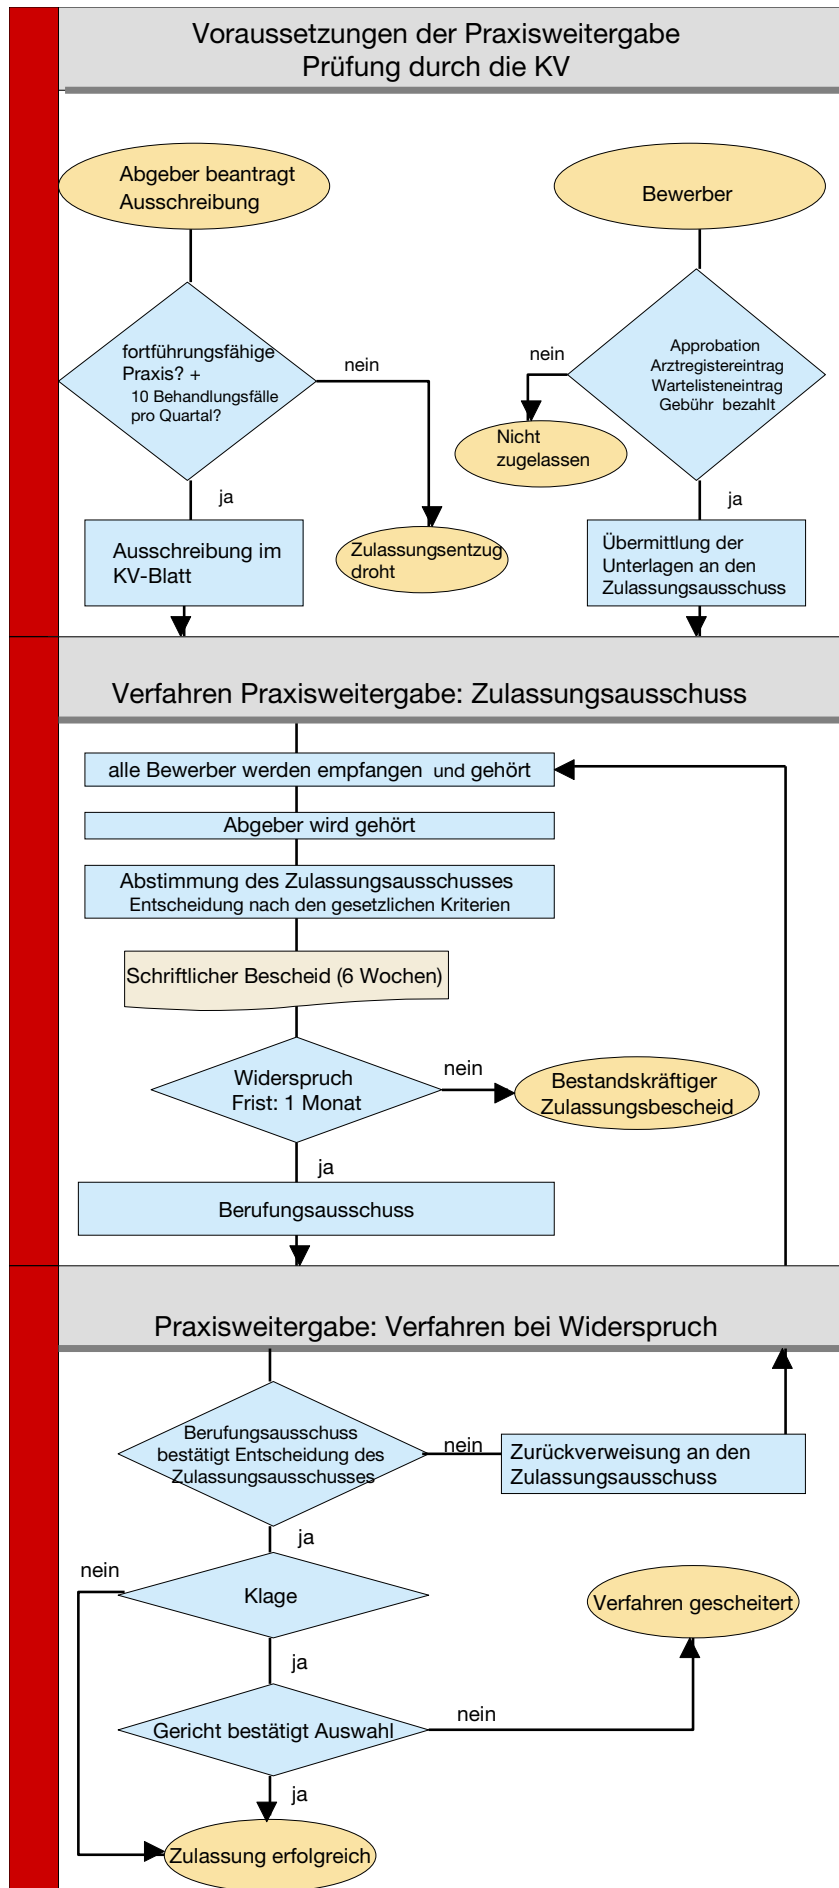 Voraussetzungen der Praxisweitergabe
Prüfung durch die KV
Abgeber beantragt
Ausschreibung
Bewerber
fortführungsfähige
Praxis? +
10 Behandlungsfälle
pro Quartal?
nein
ja
nein
Approbation
Arztregistereintrag
Wartelisteneintrag
Gebühr bezahlt
Nicht
zugelassen
ja
Ausschreibung im
KV-Blatt
Zulassungsentzug
droht
Übermittlung der
Unterlagen an den
Zulassungsausschuss
Verfahren Praxisweitergabe: Zulassungsausschuss
alle Bewerber werden empfangen und gehört
Abgeber wird gehört
Abstimmung des Zulassungsausschusses
Entscheidung nach den gesetzlichen Kriterien
Schriftlicher Bescheid (6 Wochen)
Widerspruch
Frist: 1 Monat
nein
Bestandskräftiger
Zulassungsbescheid
ja
Berufungsausschuss
Praxisweitergabe: Verfahren bei Widerspruch
Berufungsausschuss
bestätigt Entscheidung des
Zulassungsausschusses
nein
Zurückverweisung an den
Zulassungsausschuss
ja
nein
Klage
Verfahren gescheitert
ja
Gericht bestätigt Auswahl
nein
ja
Zulassung erfolgreich